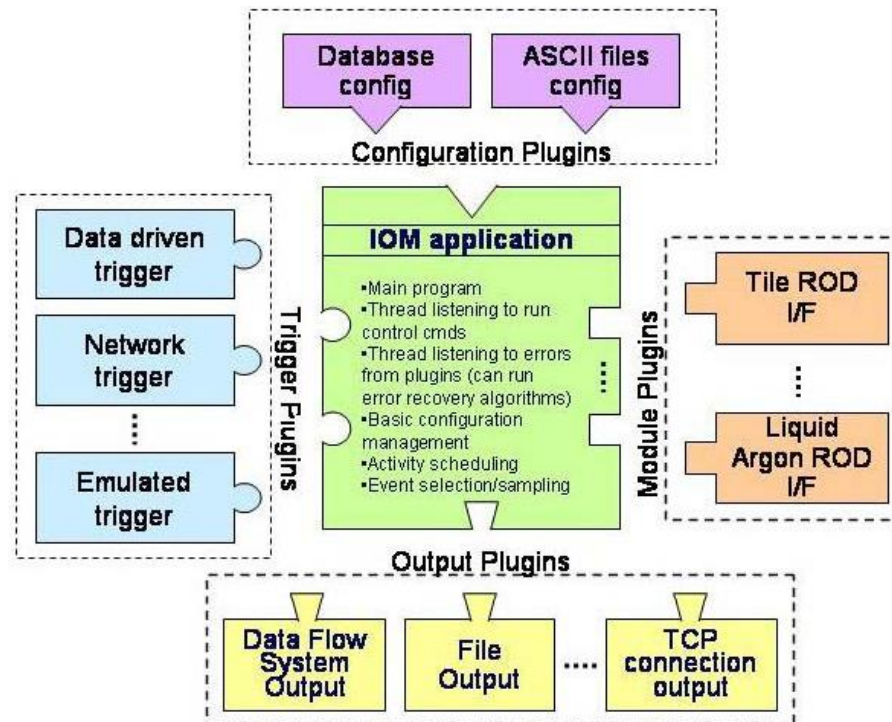 Database
config
ASCII files
config
Configuration Plugins
Data driven
trigger
Network
trigger
Emulated
trigger
Trigger Plugins
IOM application
▪Main program
▪Thread listening to run
control cmds
▪Thread listening to errors
from plugins (can run
error recovery algorithms)
▪Basic configuration
management
▪Activity scheduling
▪Event selection/sampling
Module Plugins
Tile ROD
I/F
Liquid
Argon ROD
I/F
Output Plugins
Data Flow
System
Output
File
Output
TCP
connection
output